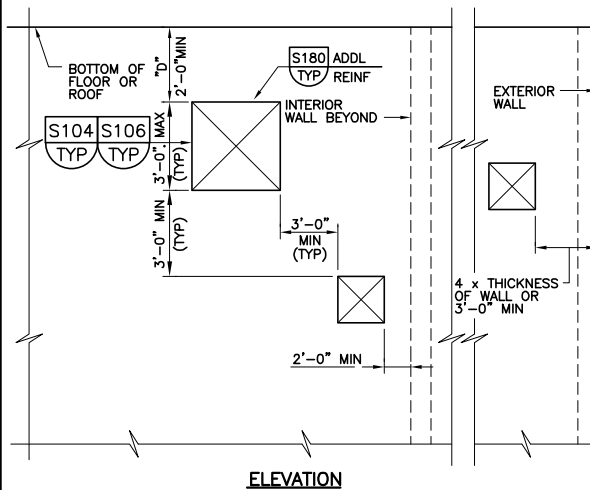 BOTTOM OF
FLOOR OR
ROOF
"D"
2'-0"MIN
S180 ADDL
TYP REINF
INTERIOR
WALL BEYOND
EXTERIOR
WALL
S104 S106
TYP TYP
3'-0". MAX
(TYP)
3'-0" MIN
(TYP)
3'-0"
MIN
(TYP)
4 x THICKNESS
OF WALL OR
3'-0" MIN
2'-0" MIN
ELEVATION